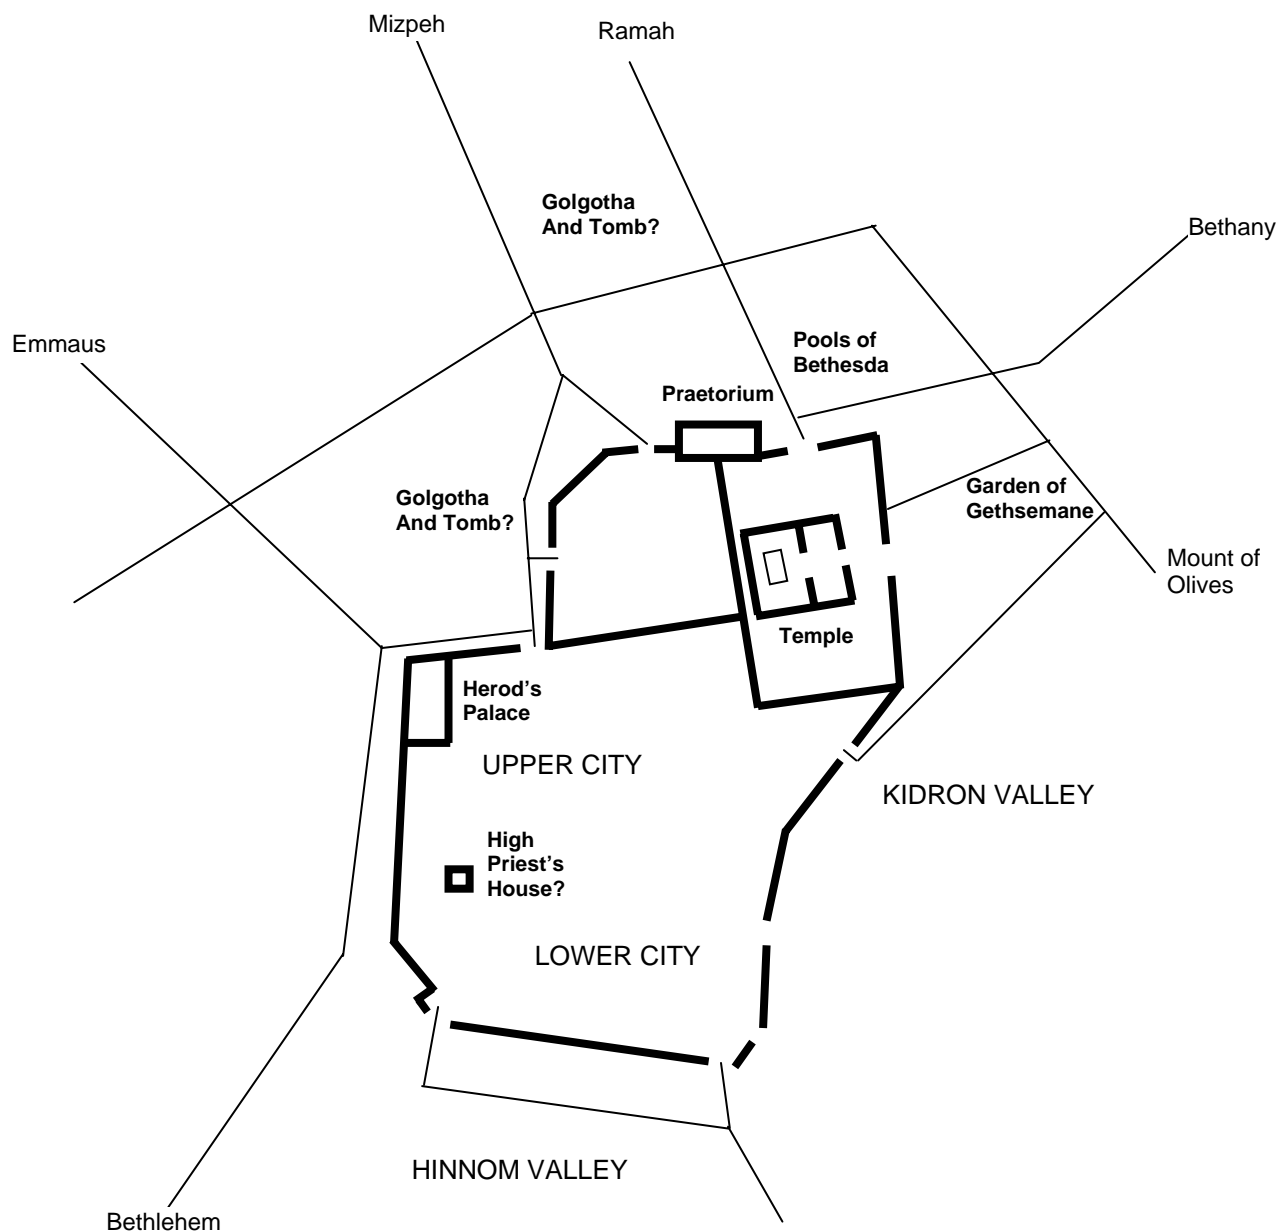 Mizpeh
Ramah
Golgotha
And Tomb?
Bethany
Emmaus
Pools of
Bethesda
Praetorium
Golgotha
And Tomb?
Garden of
Gethsemane
Mount of
Olives
Temple
Herod's
Palace
UPPER CITY
KIDRON VALLEY
High
Priest's
House?
LOWER CITY
HINNOM VALLEY
Bethlehem